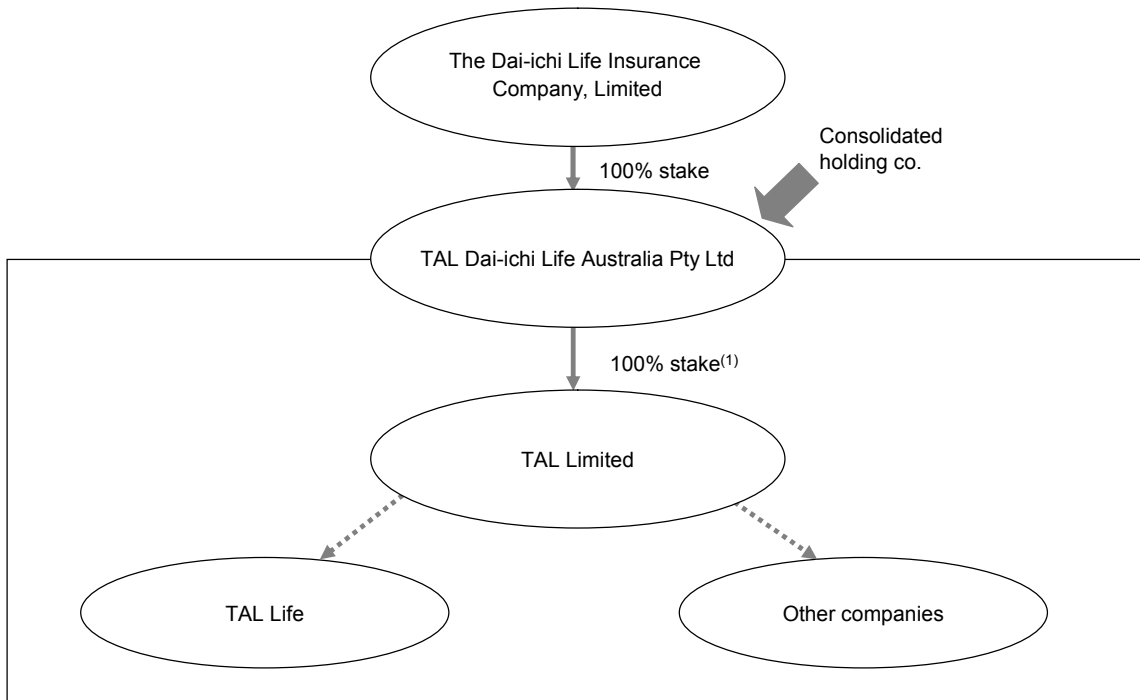 The Dai-ichi Life Insurance
Company, Limited
Consolidated
holding co.
100% stake
TAL Dai-ichi Life Australia Pty Ltd
100% stake(1)
TAL Limited
TAL Life
Other companies